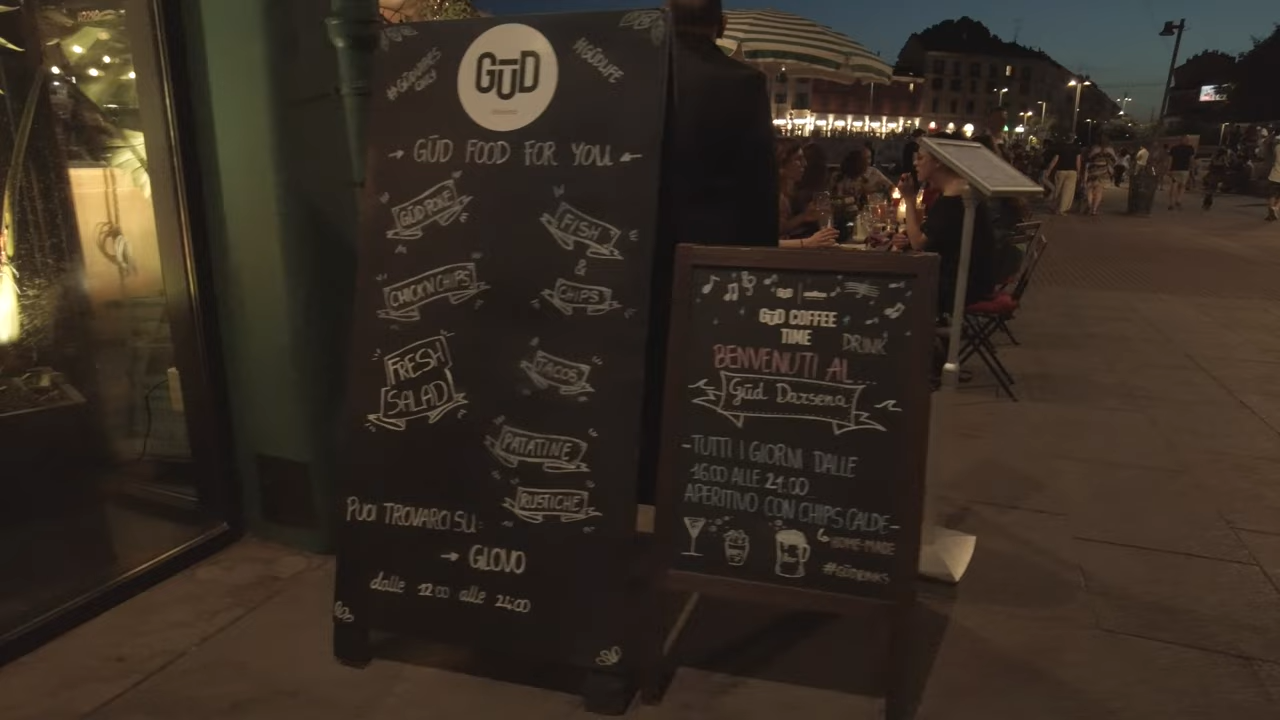 GŪD
#GŪDLIFE
→ GŪD FOOD FOR YOU ←
GŪD POKE
FISH
&
CHIPS
CHICK'N CHIPS
FRESH
SALAD
TACOS
PATATINE
RUSTICHE
PUOI TROVARCI SU:
→ GLOVO
dalle 12:00 alle 24:00
GŪD COFFEE
TIME DRINK
BENVENUTI AL
Gūd Darsena
-TUTTI I GIORNI DALLE
16:00 ALLE 21:00
APERITIVO CON CHIPS CALDE-
HOME-MADE
#GŪDRINKS